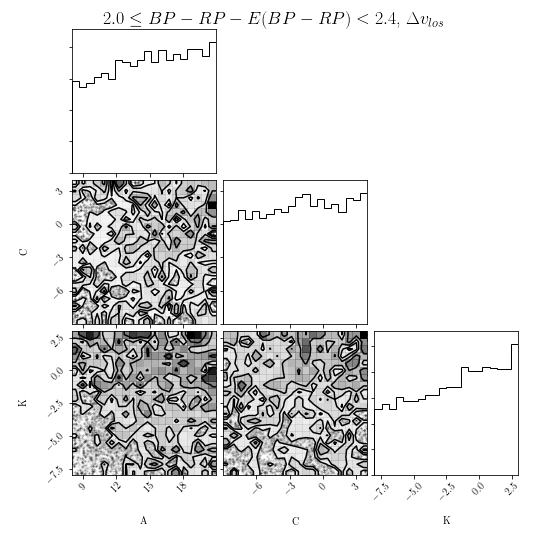 2.0 ≤ BP − RP − E(BP − RP) < 2.4, Δv_los
3
0
−3
−6
C
2.5
0.0
−2.5
−5.0
−7.5
K
9 12 15 18
−6 −3 0 3
−7.5 −5.0 −2.5 0.0 2.5
A C K